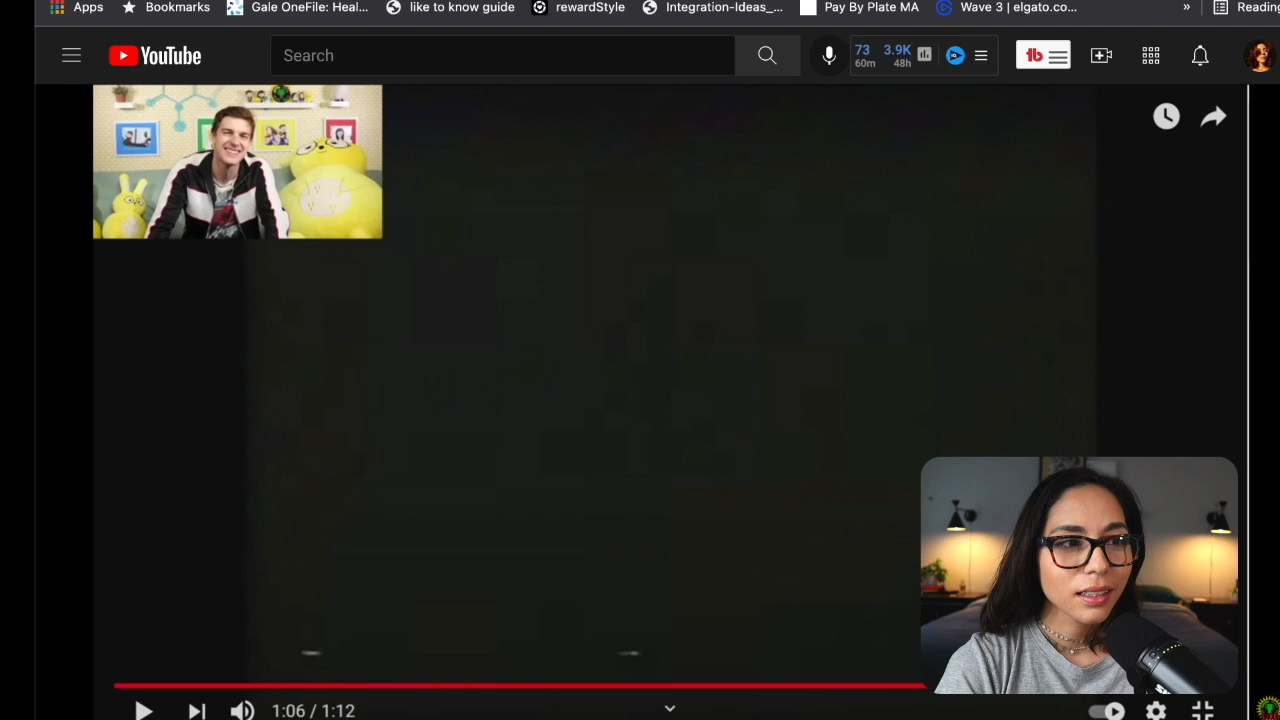 Apps Bookmarks Gale OneFile: Heal... like to know guide rewardStyle Integration-Ideas_... Pay By Plate MA Wave 3 | elgato.co... » Reading
YouTube Search 73 60m 3.9K 48h tb
1:06 / 1:12